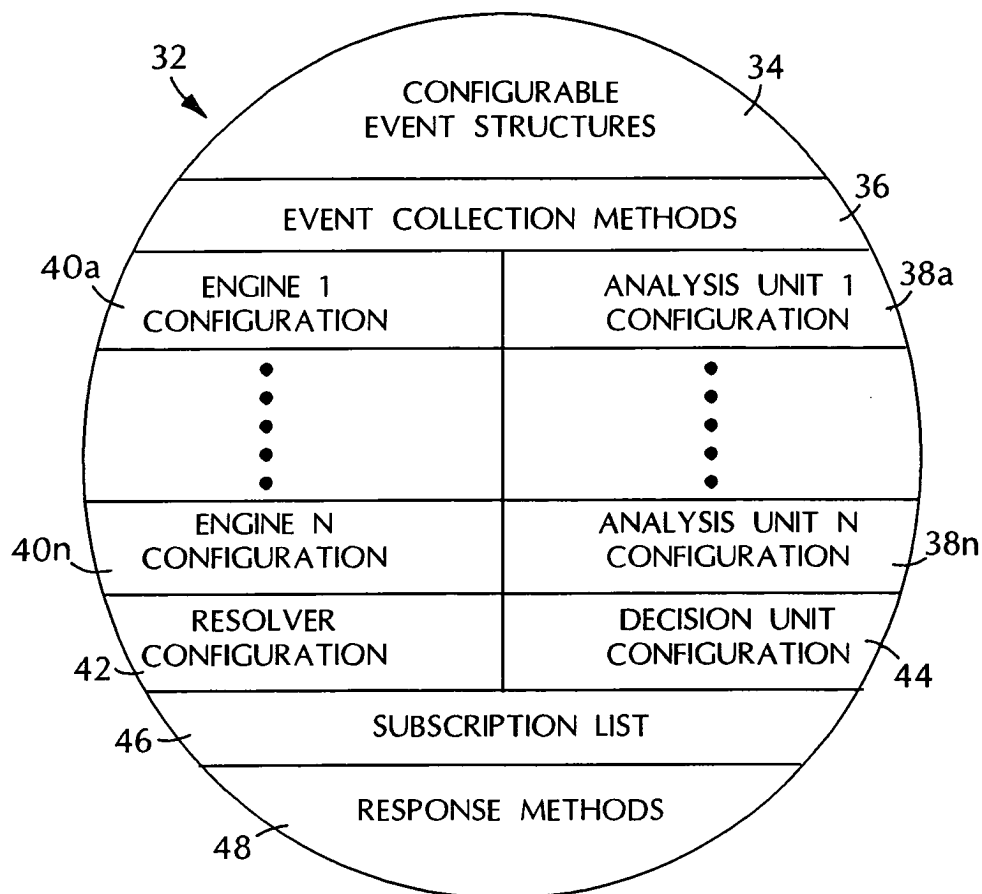 32
34
CONFIGURABLE
EVENT STRUCTURES
36
EVENT COLLECTION METHODS
40a
ENGINE 1
CONFIGURATION
ANALYSIS UNIT 1
CONFIGURATION
38a
40n
ENGINE N
CONFIGURATION
ANALYSIS UNIT N
CONFIGURATION
38n
42
RESOLVER
CONFIGURATION
DECISION UNIT
CONFIGURATION
44
46
SUBSCRIPTION LIST
RESPONSE METHODS
48